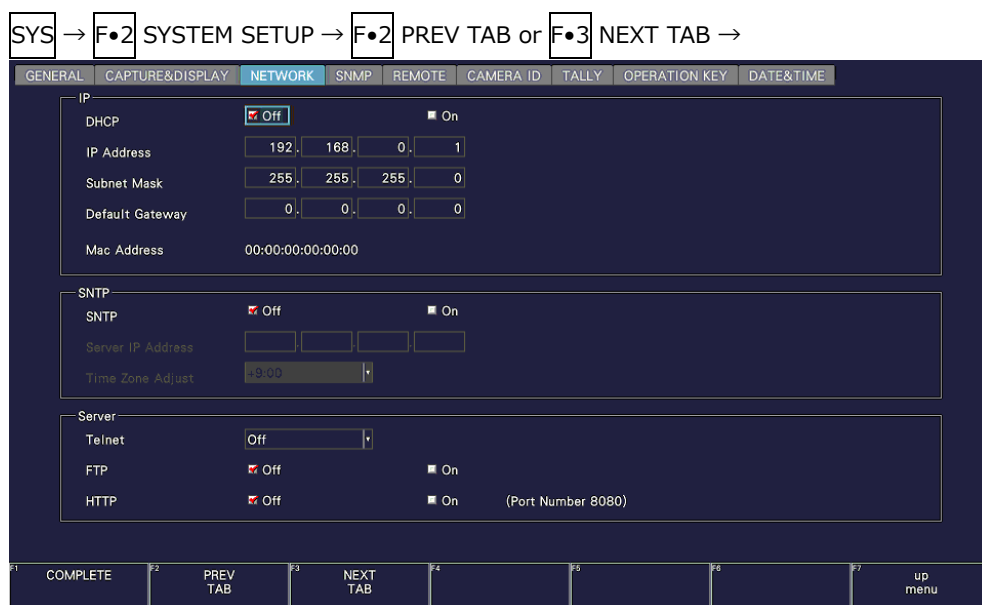 SYS → F•2 SYSTEM SETUP → F•2 PREV TAB or F•3 NEXT TAB →
GENERAL CAPTURE&DISPLAY NETWORK SNMP REMOTE CAMERA ID TALLY OPERATION KEY DATE&TIME
IP
DHCP Off On
IP Address 192. 168. 0. 1
Subnet Mask 255. 255. 255. 0
Default Gateway 0. 0. 0. 0
Mac Address 00:00:00:00:00:00
SNTP
SNTP Off On
Server IP Address . . .
Time Zone Adjust +9:00
Server
Telnet Off
FTP Off On
HTTP Off On (Port Number 8080)
F1 COMPLETE F2 PREV TAB F3 NEXT TAB F4 F5 F6 F7 up menu